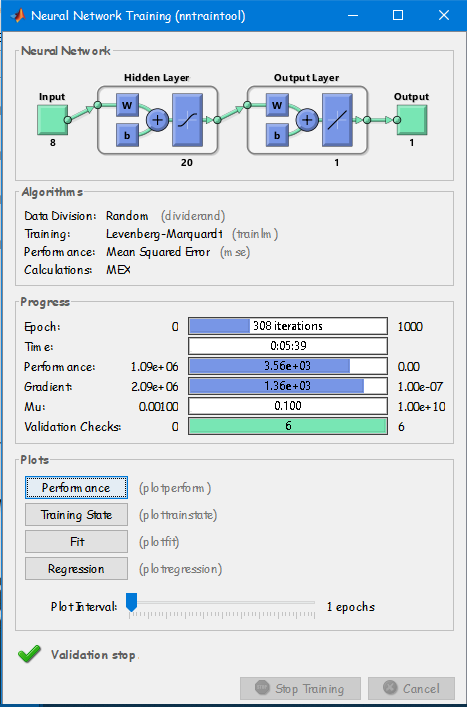 Neural Network Training (nntraintool)
Neural Network
Hidden Layer
Output Layer
Input
Output
W
b
+
W
b
+
8
1
20
1
Algorithms
Data Division: Random (dividerand)
Training: Levenberg-Marquardt (trainlm)
Performance: Mean Squared Error (mse)
Calculations: MEX
Progress
Epoch: 0 308 iterations 1000
Time: 0:05:39
Performance: 1.09e+06 3.56e+03 0.00
Gradient: 2.09e+06 1.36e+03 1.00e-07
Mu: 0.00100 0.100 1.00e+10
Validation Checks: 0 6 6
Plots
Performance (plotperform)
Training State (plottrainstate)
Fit (plotfit)
Regression (plotregression)
Plot Interval: 1 epochs
Validation stop.
Stop Training Cancel